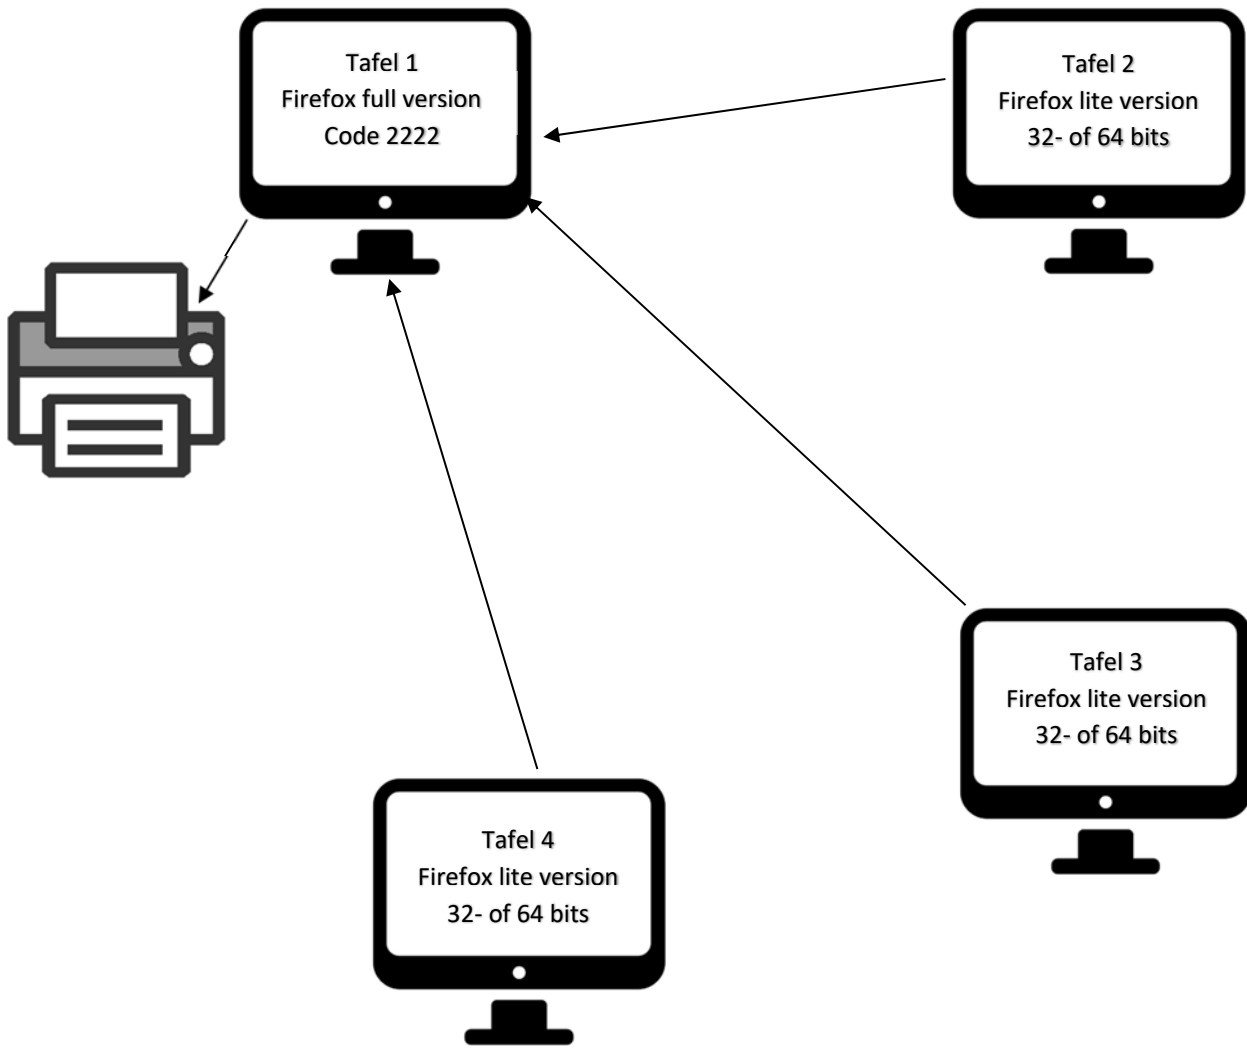 Tafel 1
Firefox full version
Code 2222
Tafel 2
Firefox lite version
32- of 64 bits
Tafel 3
Firefox lite version
32- of 64 bits
Tafel 4
Firefox lite version
32- of 64 bits